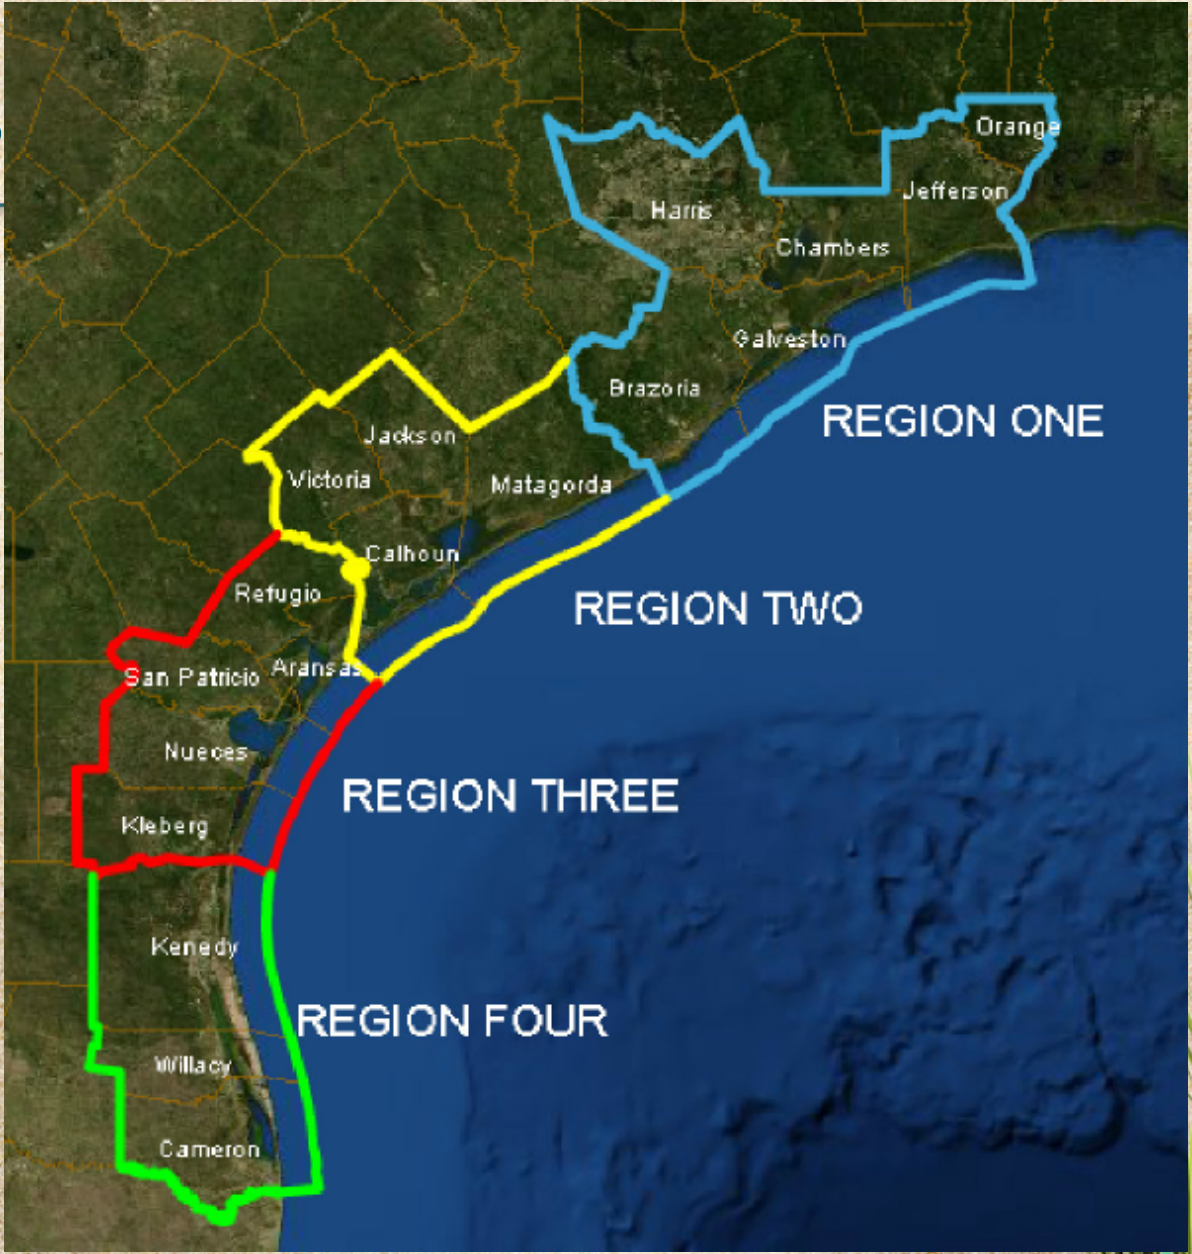 Orange
Jefferson
Harris
Chambers
Galveston
Brazoria
REGION ONE
Jackson
Victoria
Matagorda
Calhoun
Refugio
REGION TWO
Aransas
San Patricio
Nueces
REGION THREE
Kleberg
Kenedy
REGION FOUR
Willacy
Cameron